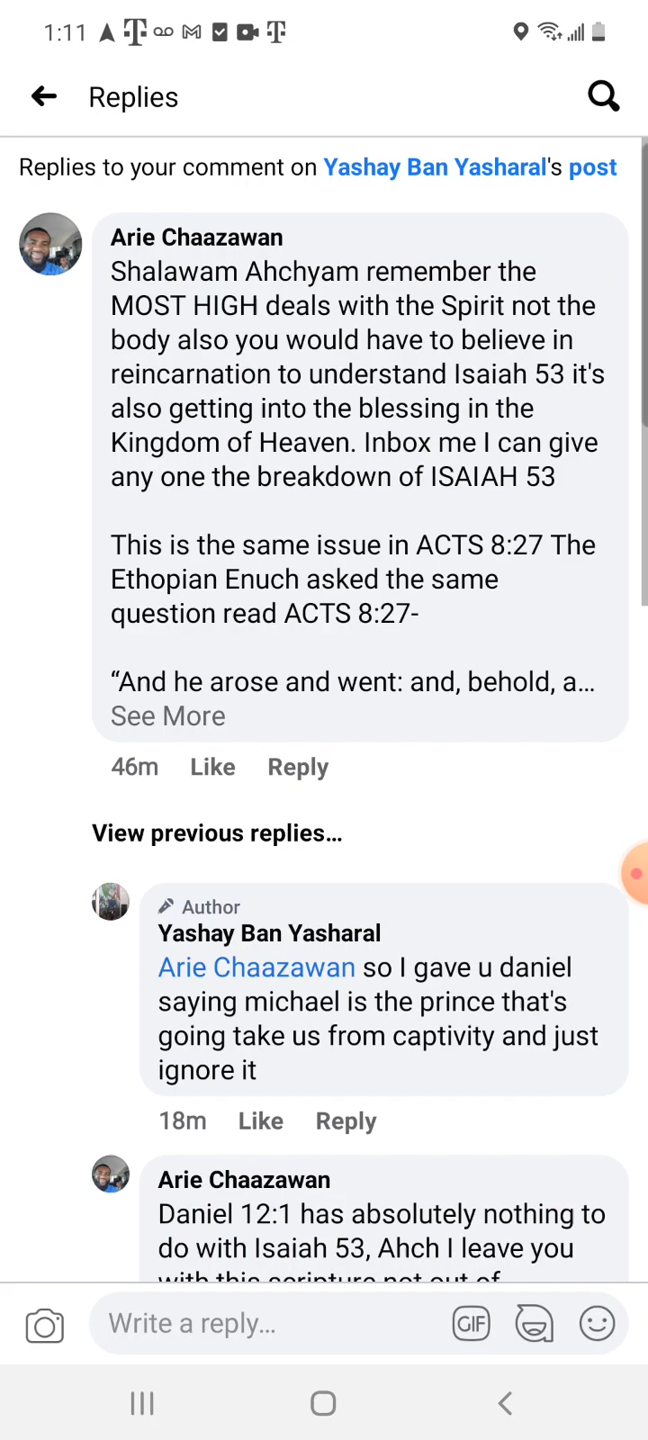 1:11
Replies
Replies to your comment on Yashay Ban Yasharal's post
Arie Chaazawan
Shalawam Ahchyam remember the
MOST HIGH deals with the Spirit not the
body also you would have to believe in
reincarnation to understand Isaiah 53 it's
also getting into the blessing in the
Kingdom of Heaven. Inbox me I can give
any one the breakdown of ISAIAH 53
This is the same issue in ACTS 8:27 The
Ethopian Enuch asked the same
question read ACTS 8:27-
“And he arose and went: and, behold, a...
See More
46m Like Reply
View previous replies...
Author
Yashay Ban Yasharal
Arie Chaazawan so I gave u daniel
saying michael is the prince that's
going take us from captivity and just
ignore it
18m Like Reply
Arie Chaazawan
Daniel 12:1 has absolutely nothing to
do with Isaiah 53, Ahch I leave you
with this scripture not out of
Write a reply...
GIF